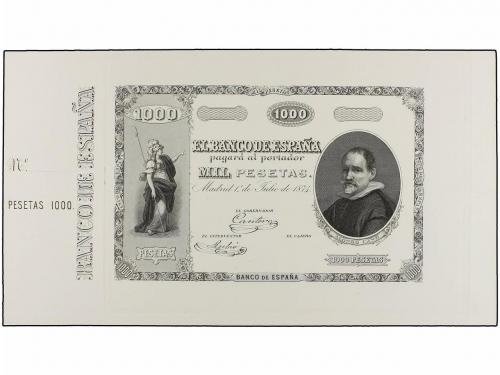 BANCO DE ESPAÑA
Nº
PESETAS 1000.
1000
1000
EL BANCO DE ESPAÑA
pagará al portador
MIL PESETAS.
Madrid 1º de Julio de 1874
EL GOBERNADOR
EL INTERVENTOR
EL CAJERO
PESETAS
1000 PESETAS
BANCO DE ESPAÑA